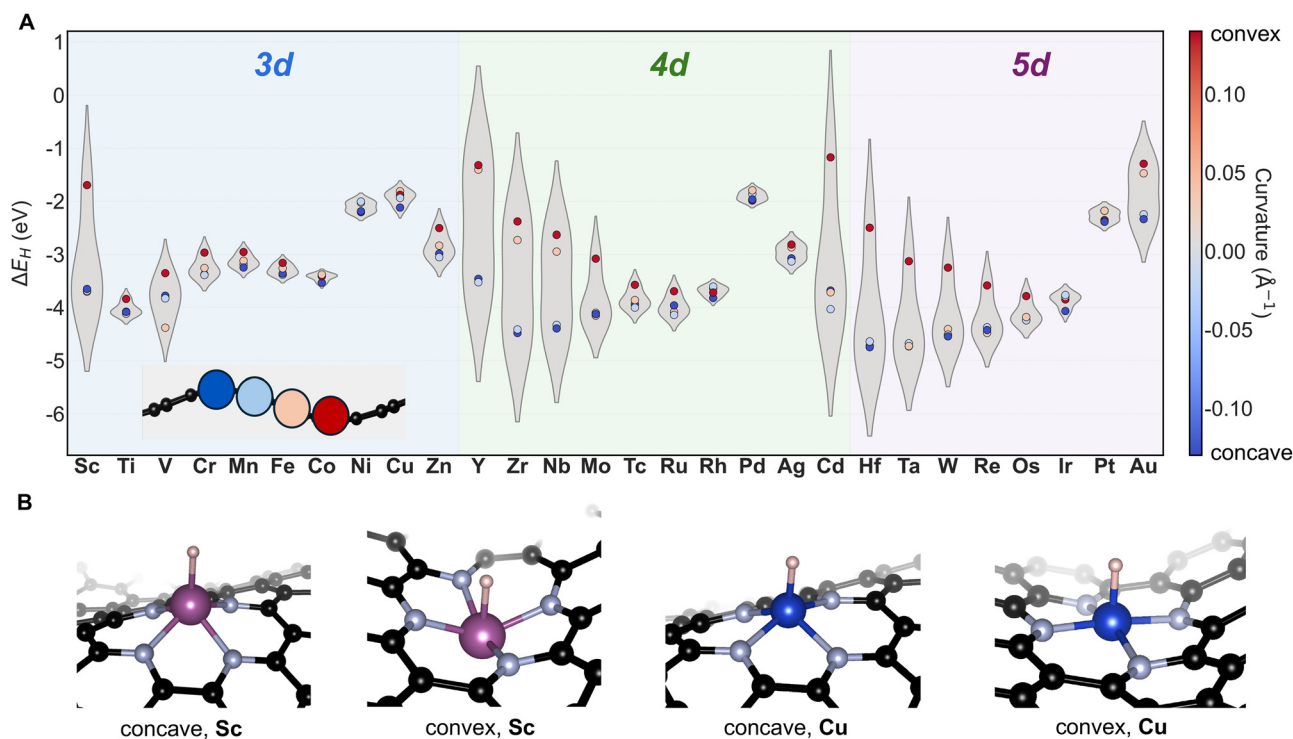 A
3d
4d
5d
1
0
-1
-2
-3
-4
-5
-6
ΔE_H (eV)
Sc Ti V Cr Mn Fe Co Ni Cu Zn Y Zr Nb Mo Tc Ru Rh Pd Ag Cd Hf Ta W Re Os Ir Pt Au
convex
0.10
0.05
0.00
-0.05
-0.10
concave
Curvature (Å⁻¹)
B
concave, Sc
convex, Sc
concave, Cu
convex, Cu